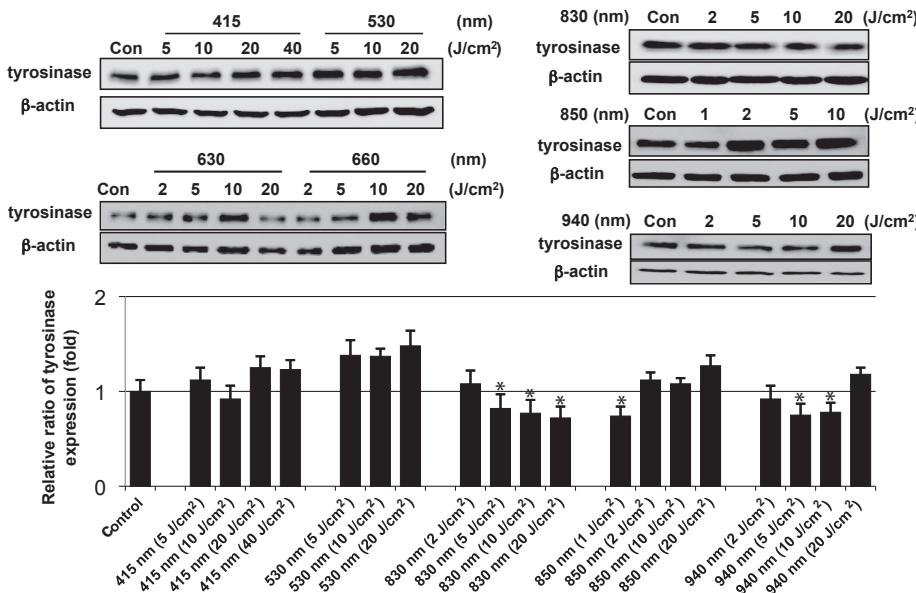 415 530 (nm)
Con 5 10 20 40 5 10 20 (J/cm²)
tyrosinase
β-actin
630 660 (nm)
Con 2 5 10 20 2 5 10 20 (J/cm²)
tyrosinase
β-actin
830 (nm) Con 2 5 10 20 (J/cm²)
tyrosinase
β-actin
850 (nm) Con 1 2 5 10 (J/cm²)
tyrosinase
β-actin
940 (nm) Con 2 5 10 20 (J/cm²)
tyrosinase
β-actin
Relative ratio of tyrosinase
expression (fold)
2
1
0
* * * * * *
Control
415 nm (5 J/cm²)
415 nm (10 J/cm²)
415 nm (20 J/cm²)
415 nm (40 J/cm²)
530 nm (5 J/cm²)
530 nm (10 J/cm²)
530 nm (20 J/cm²)
830 nm (2 J/cm²)
830 nm (5 J/cm²)
830 nm (10 J/cm²)
830 nm (20 J/cm²)
850 nm (1 J/cm²)
850 nm (2 J/cm²)
850 nm (10 J/cm²)
850 nm (20 J/cm²)
940 nm (2 J/cm²)
940 nm (5 J/cm²)
940 nm (10 J/cm²)
940 nm (20 J/cm²)